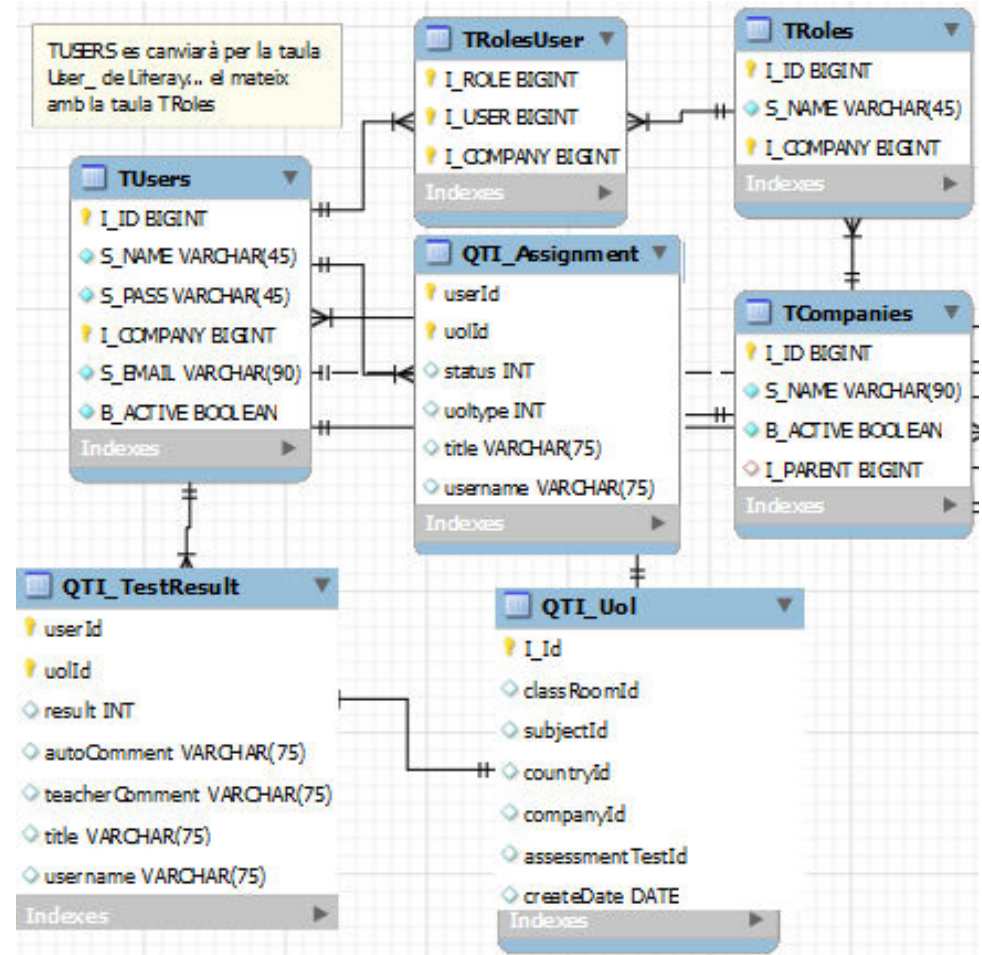 TUSERS es canviarà per la taula
User_ de Liferay... el mateix
amb la taula TRoles
TRolesUser
I_ROLE BIGINT
I_USER BIGINT
I_COMPANY BIGINT
Indexes
TRoles
I_ID BIGINT
S_NAME VARCHAR(45)
I_COMPANY BIGINT
Indexes
TUsers
I_ID BIGINT
S_NAME VARCHAR(45)
S_PASS VARCHAR(45)
I_COMPANY BIGINT
S_EMAIL VARCHAR(90)
B_ACTIVE BOOLEAN
Indexes
QTI_Assignment
userId
uolId
status INT
uoltype INT
title VARCHAR(75)
username VARCHAR(75)
Indexes
TCompanies
I_ID BIGINT
S_NAME VARCHAR(90)
B_ACTIVE BOOLEAN
I_PARENT BIGINT
Indexes
QTI_TestResult
userId
uolId
result INT
autoComment VARCHAR(75)
teacherComment VARCHAR(75)
title VARCHAR(75)
username VARCHAR(75)
Indexes
QTI_Uol
I_Id
classRoomId
subjectId
countryId
companyId
assessmentTestId
createDate DATE
Indexes